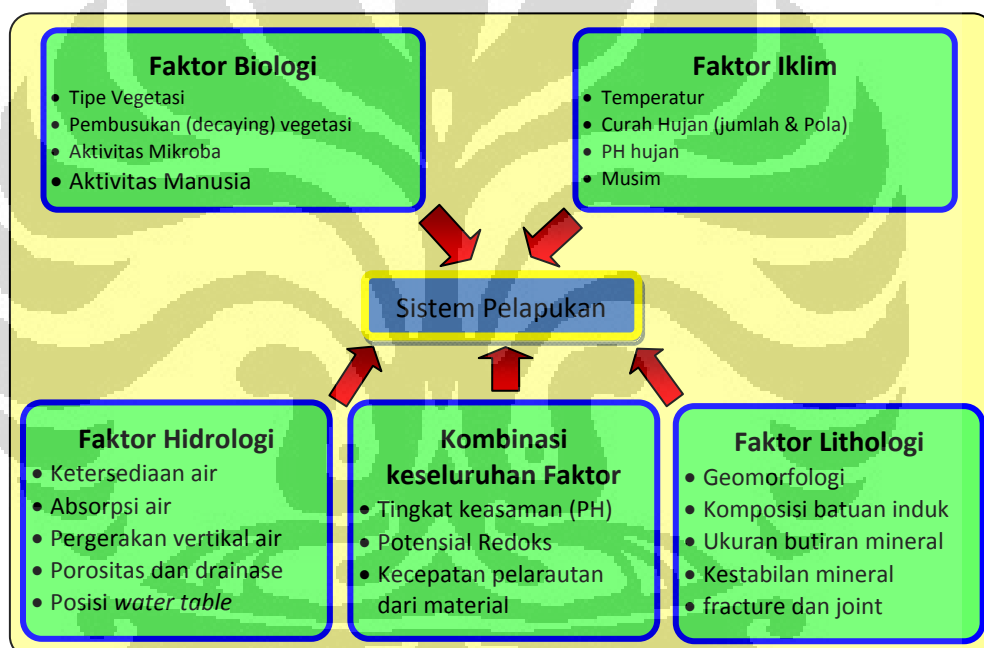 Faktor Biologi
• Tipe Vegetasi
• Pembusukan (decaying) vegetasi
• Aktivitas Mikroba
• Aktivitas Manusia
Faktor Iklim
• Temperatur
• Curah Hujan (jumlah & Pola)
• PH hujan
• Musim
Sistem Pelapukan
Faktor Hidrologi
• Ketersediaan air
• Absorpsi air
• Pergerakan vertikal air
• Porositas dan drainase
• Posisi water table
Kombinasi
keseluruhan Faktor
• Tingkat keasaman (PH)
• Potensial Redoks
• Kecepatan pelarautan
dari material
Faktor Lithologi
• Geomorfologi
• Komposisi batuan induk
• Ukuran butiran mineral
• Kestabilan mineral
• fracture dan joint